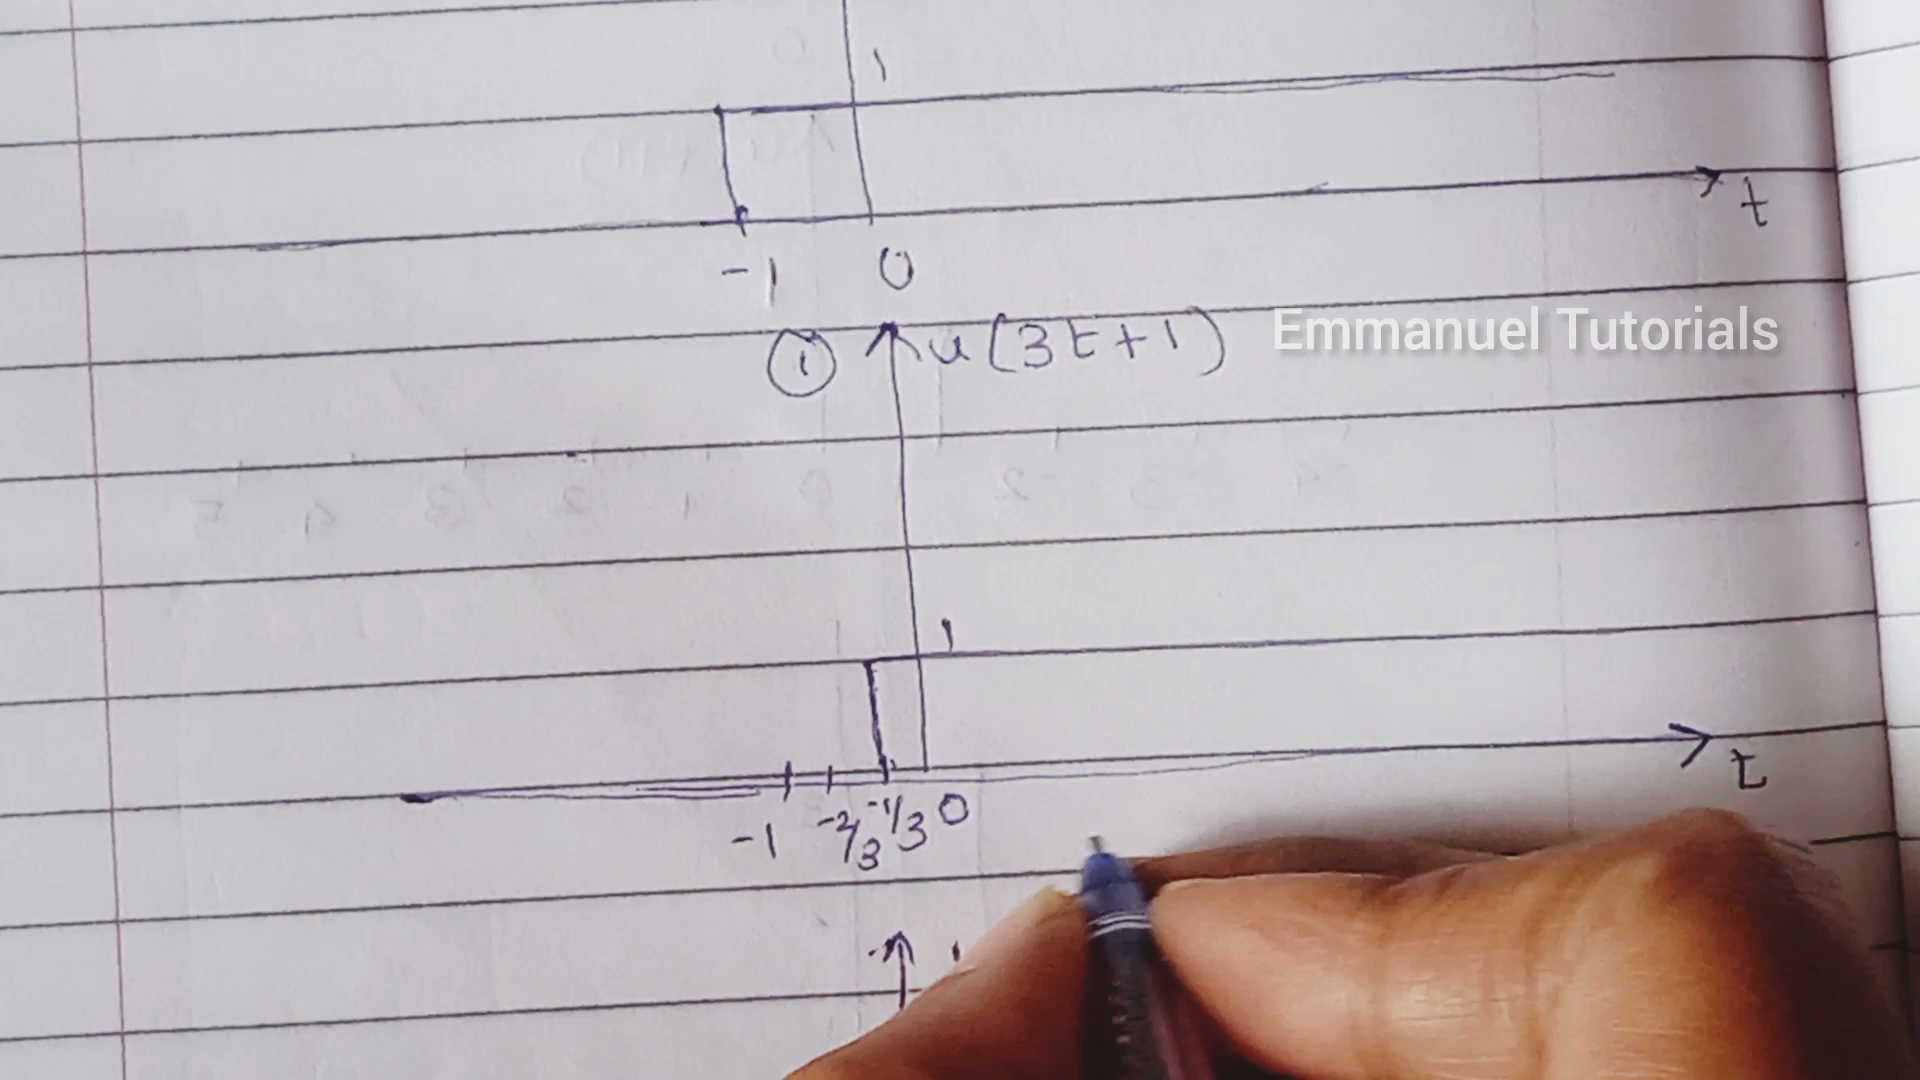 1
t
-1 0
① u(3t+1)
Emmanuel Tutorials
1
t
-1 -2/3 -1/3 0